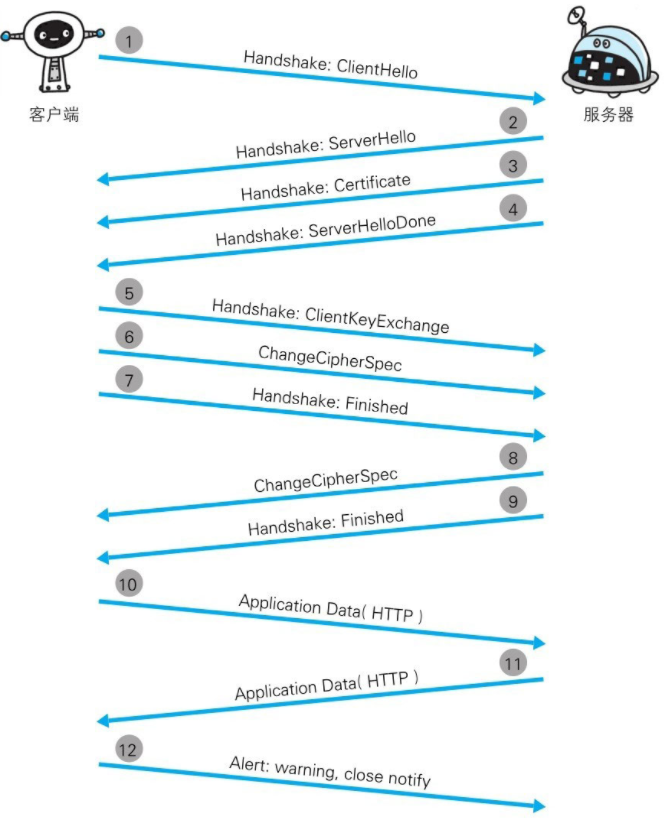 1
Handshake: ClientHello
客户端
服务器
2
Handshake: ServerHello
3
Handshake: Certificate
4
Handshake: ServerHelloDone
5
Handshake: ClientKeyExchange
6
ChangeCipherSpec
7
Handshake: Finished
8
ChangeCipherSpec
9
Handshake: Finished
10
Application Data( HTTP )
11
Application Data( HTTP )
12
Alert: warning, close notify